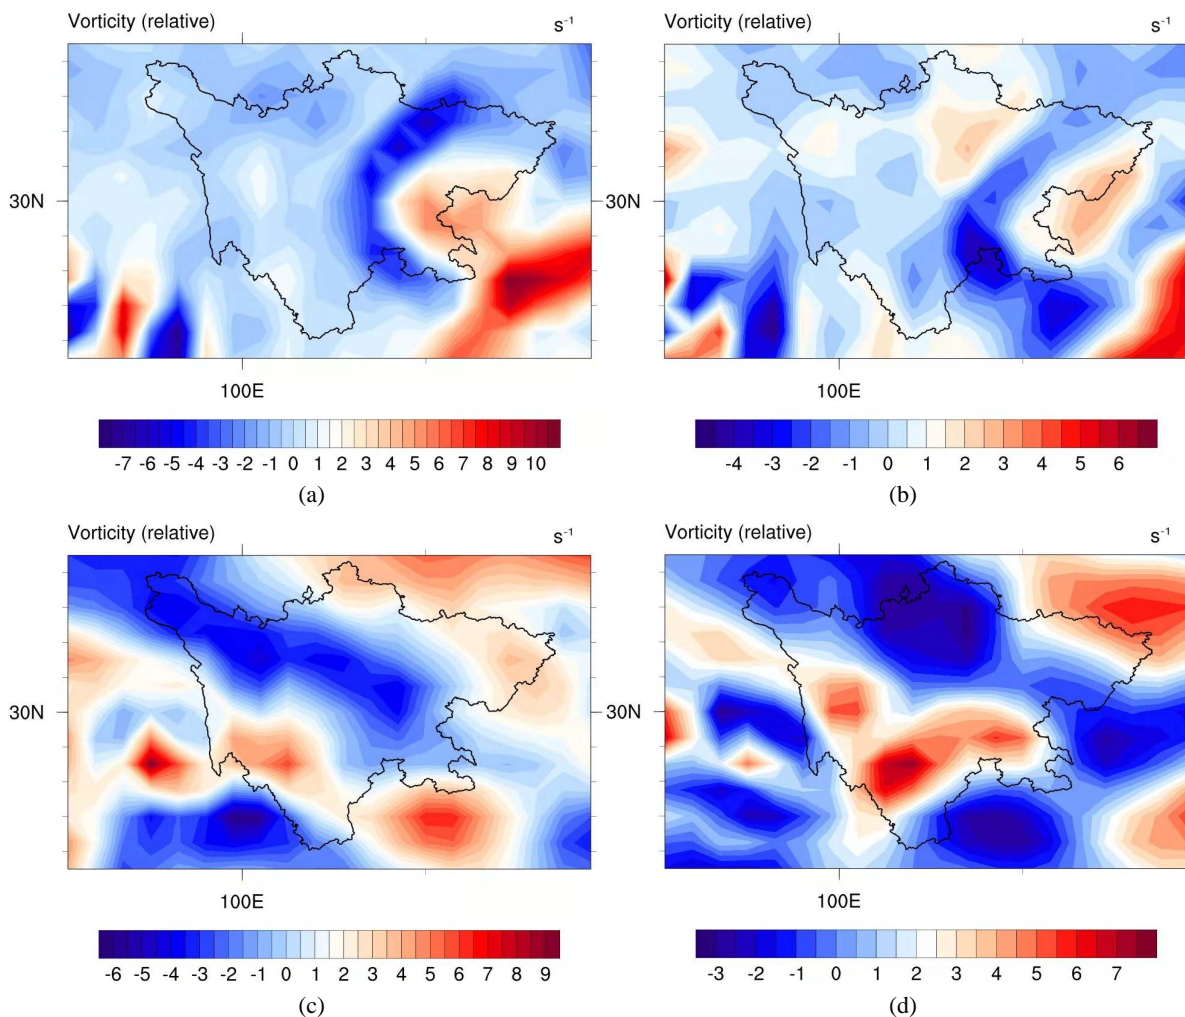 Vorticity (relative) s⁻¹ Vorticity (relative) s⁻¹
30N 30N
100E 100E
-7 -6 -5 -4 -3 -2 -1 0 1 2 3 4 5 6 7 8 9 10 -4 -3 -2 -1 0 1 2 3 4 5 6
(a) (b)
Vorticity (relative) s⁻¹ Vorticity (relative) s⁻¹
30N 30N
100E 100E
-6 -5 -4 -3 -2 -1 0 1 2 3 4 5 6 7 8 9 -3 -2 -1 0 1 2 3 4 5 6 7
(c) (d)